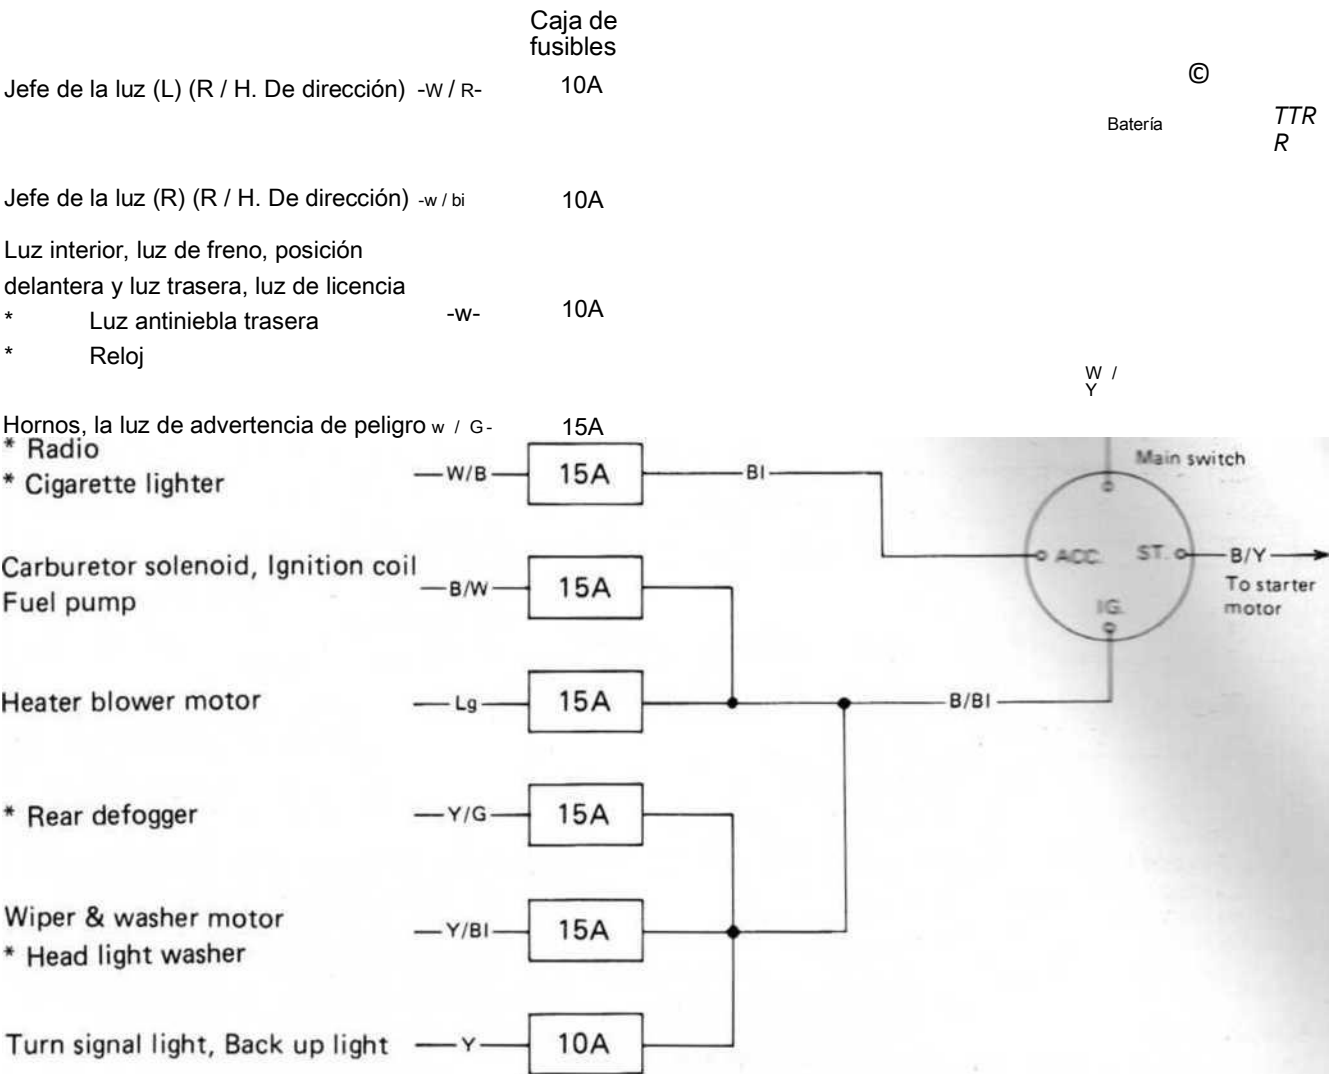 Caja de
fusibles
Jefe de la luz (L) (R / H. De dirección) -W / R-
10A
©
Batería
TTR
R
Jefe de la luz (R) (R / H. De dirección) -w / bi
10A
Luz interior, luz de freno, posición
delantera y luz trasera, luz de licencia
* Luz antiniebla trasera
-w-
10A
* Reloj
W /
Y
Hornos, la luz de advertencia de peligro w / G-
15A
* Radio
* Cigarette lighter
W/B
15A
BI
Main switch
ACC.
ST.
B/Y
To starter
motor
IG.
Carburetor solenoid, Ignition coil
Fuel pump
B/W
15A
Heater blower motor
Lg
15A
B/BI
* Rear defogger
Y/G
15A
Wiper & washer motor
* Head light washer
Y/BI
15A
Turn signal light, Back up light
Y
10A